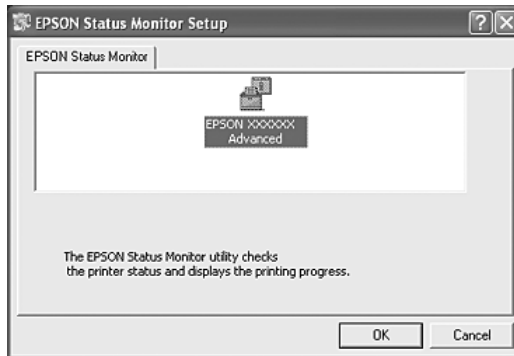 EPSON Status Monitor Setup
EPSON Status Monitor
EPSON XXXXXX
Advanced
The EPSON Status Monitor utility checks
the printer status and displays the printing progress.
OK Cancel